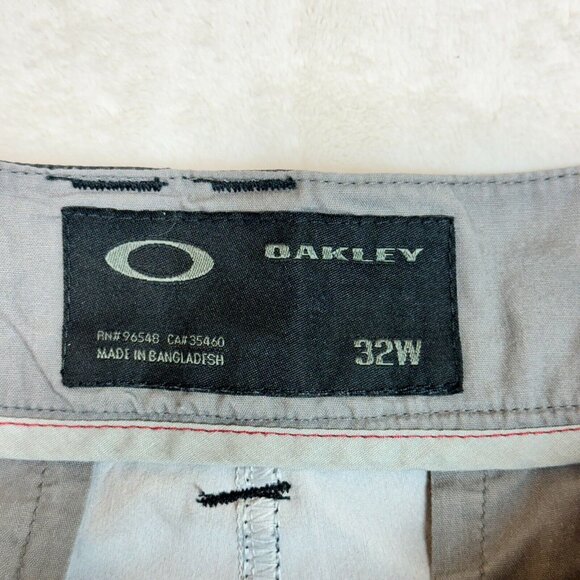 OAKLEY
RN#96548 CA#35460
MADE IN BANGLADESH
32W